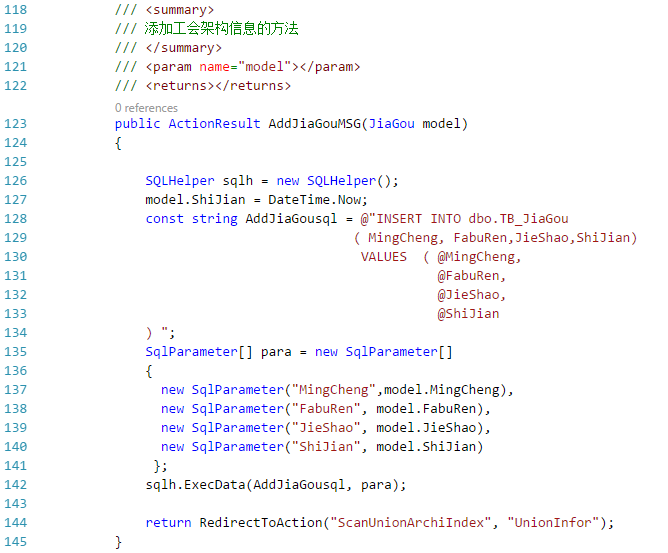 118 /// <summary>
119 /// 添加工会架构信息的方法
120 /// </summary>
121 /// <param name="model"></param>
122 /// <returns></returns>
0 references
123 public ActionResult AddJiaGouMSG(JiaGou model)
124 {
125
126 SQLHelper sqlh = new SQLHelper();
127 model.ShiJian = DateTime.Now;
128 const string AddJiaGousql = @"INSERT INTO dbo.TB_JiaGou
129 ( MingCheng, FabuRen,JieShao,ShiJian)
130 VALUES  ( @MingCheng,
131 @FabuRen,
132 @JieShao,
133 @ShiJian
134 ) ";
135 SqlParameter[] para = new SqlParameter[]
136 {
137 new SqlParameter("MingCheng",model.MingCheng),
138 new SqlParameter("FabuRen", model.FabuRen),
139 new SqlParameter("JieShao", model.JieShao),
140 new SqlParameter("ShiJian", model.ShiJian)
141 };
142 sqlh.ExecData(AddJiaGousql, para);
143
144 return RedirectToAction("ScanUnionArchiIndex", "UnionInfor");
145 }